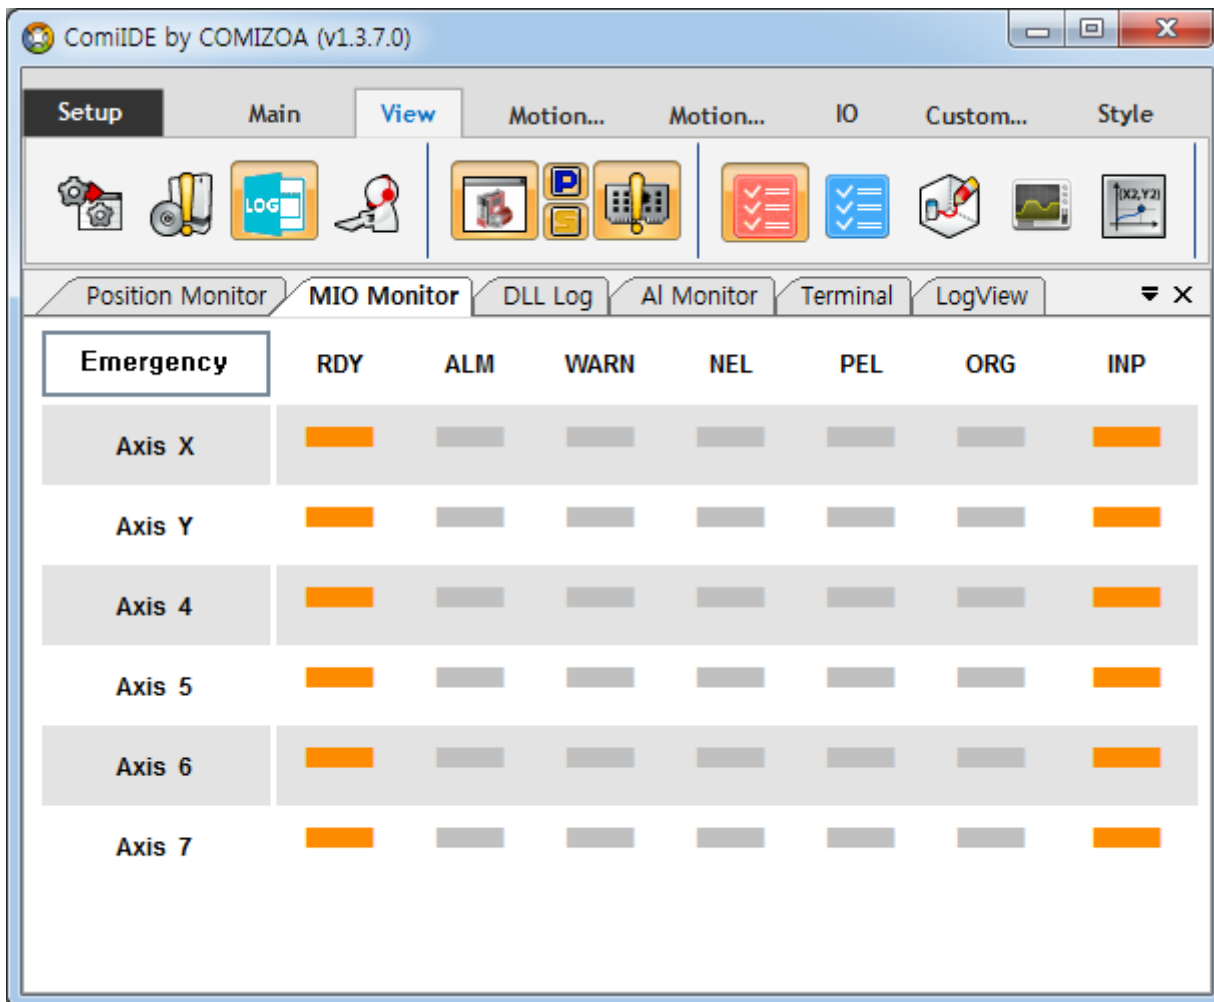 ComiIDE by COMIZOA (v1.3.7.0)
Setup Main View Motion... Motion... IO Custom... Style
LOG P S (X2,Y2)
Position Monitor MIO Monitor DLL Log AI Monitor Terminal LogView
Emergency RDY ALM WARN NEL PEL ORG INP
Axis X
Axis Y
Axis 4
Axis 5
Axis 6
Axis 7